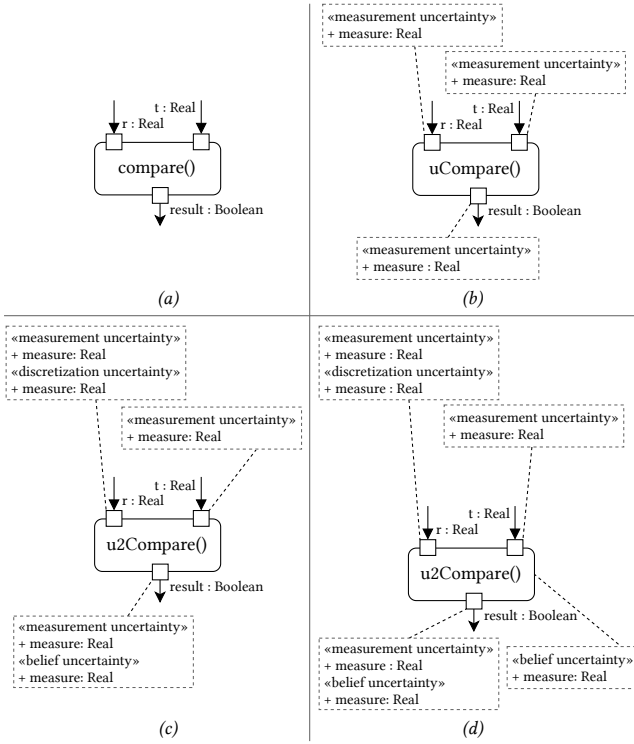 t : Real
r : Real
compare()
result : Boolean
(a)
«measurement uncertainty»
+ measure: Real
«measurement uncertainty»
+ measure: Real
t : Real
r : Real
uCompare()
result : Boolean
«measurement uncertainty»
+ measure : Real
(b)
«measurement uncertainty»
+ measure: Real
«discretization uncertainty»
+ measure: Real
«measurement uncertainty»
+ measure: Real
t : Real
r : Real
u2Compare()
result : Boolean
«measurement uncertainty»
+ measure: Real
«belief uncertainty»
+ measure: Real
(c)
«measurement uncertainty»
+ measure : Real
«discretization uncertainty»
+ measure : Real
«measurement uncertainty»
+ measure: Real
t : Real
r : Real
u2Compare()
result : Boolean
«measurement uncertainty»
+ measure : Real
«belief uncertainty»
+ measure: Real
«belief uncertainty»
+ measure: Real
(d)